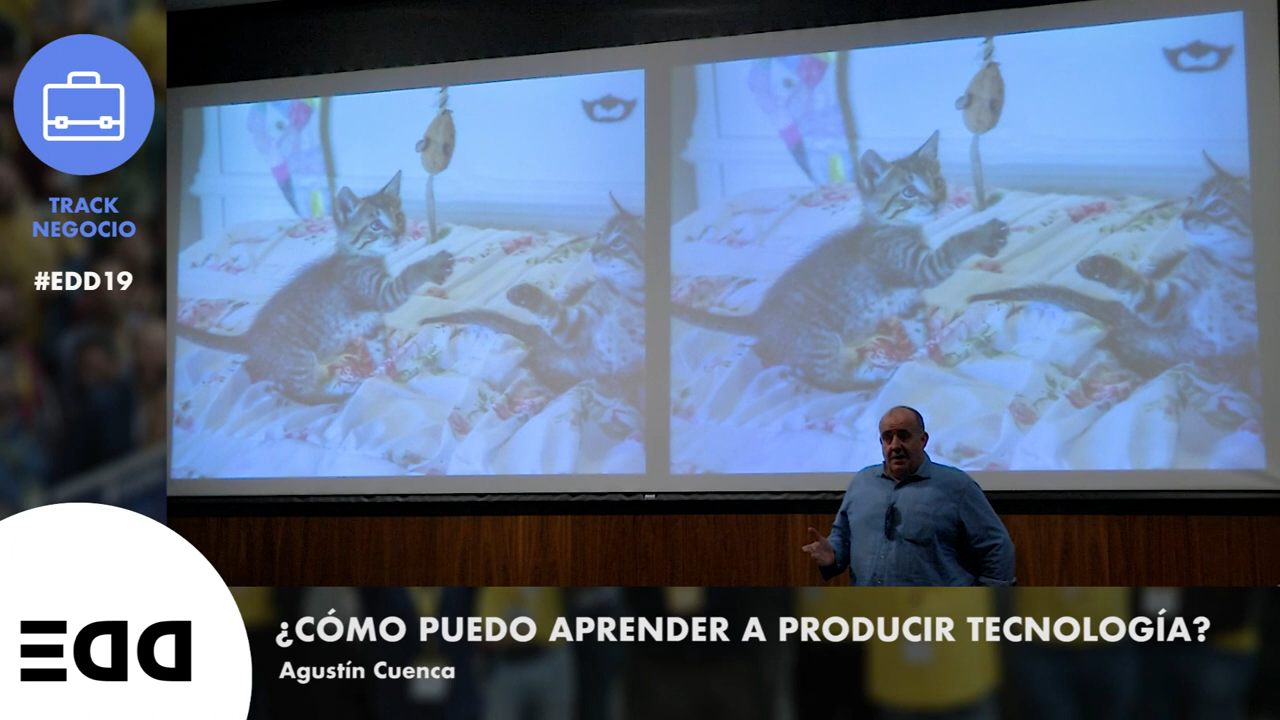 TRACK
NEGOCIO
#EDD19
EDD
¿CÓMO PUEDO APRENDER A PRODUCIR TECNOLOGÍA?
Agustín Cuenca